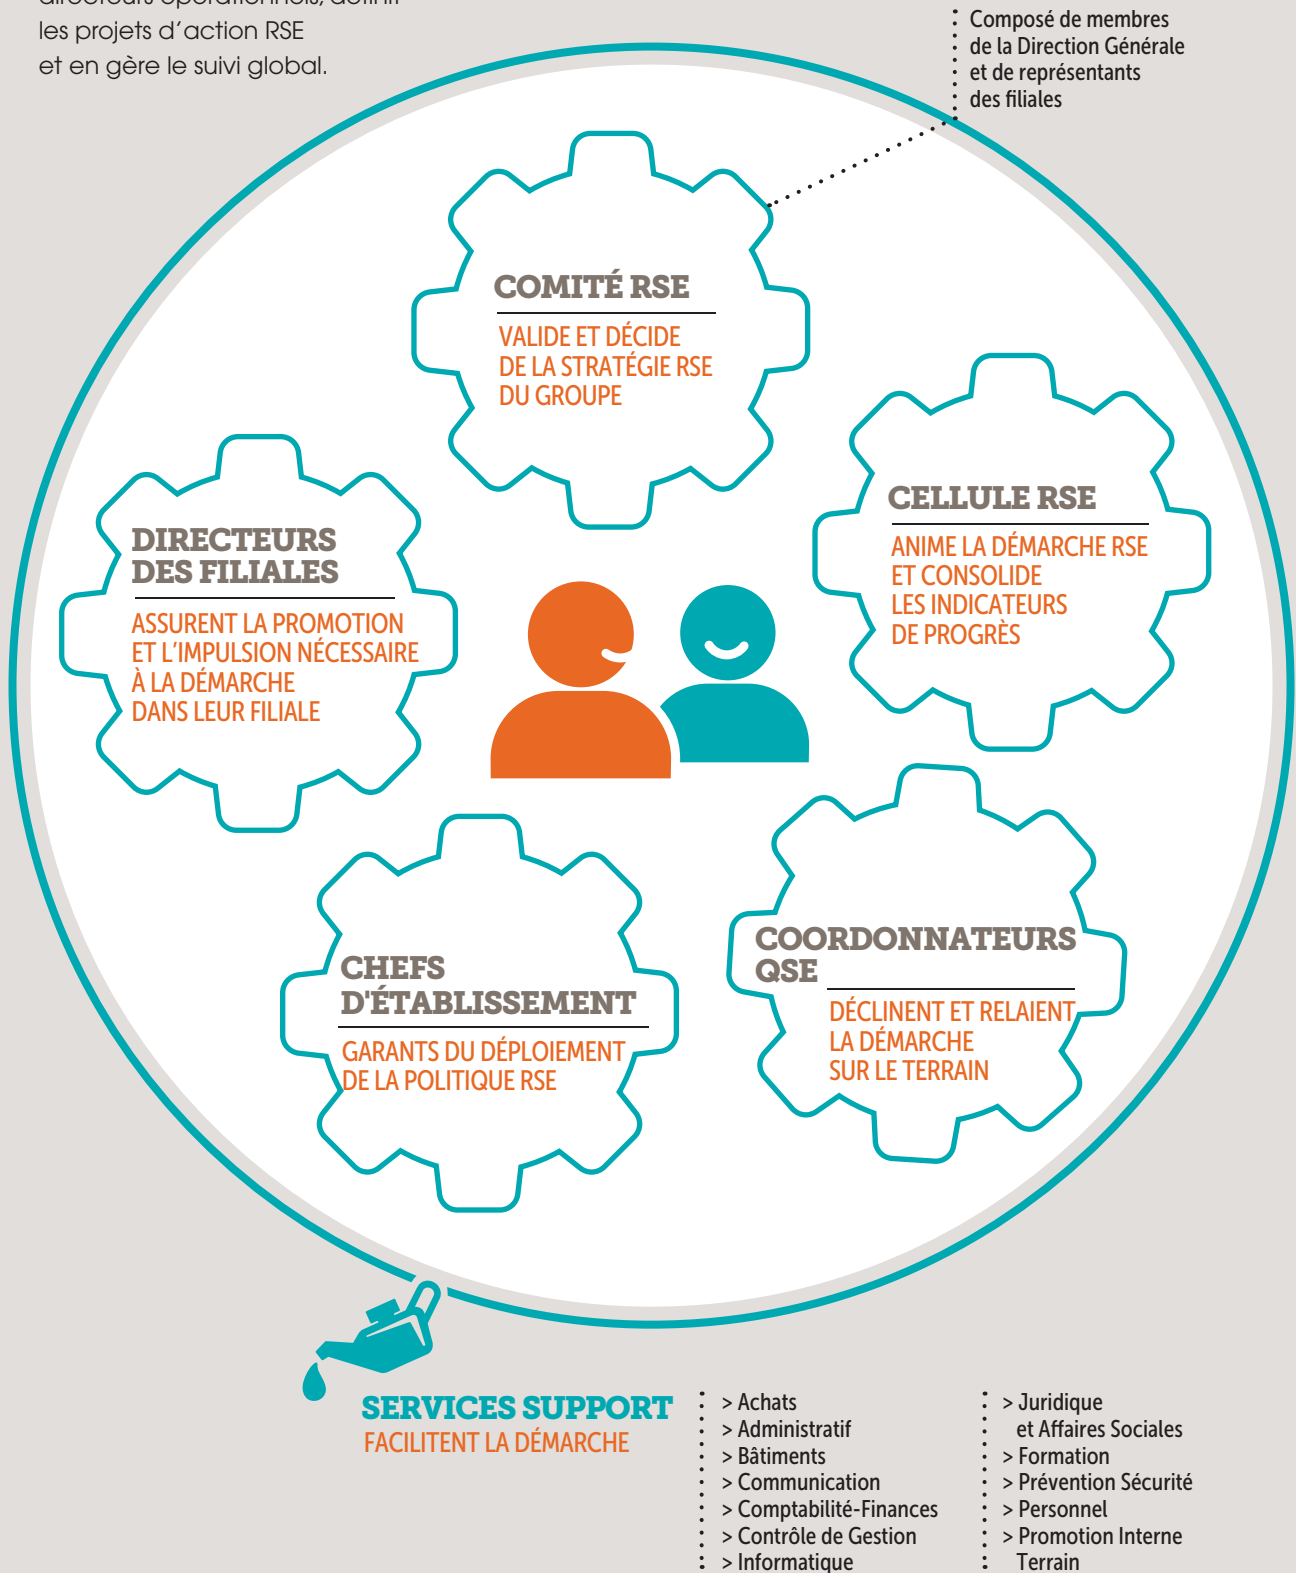 les projets d'action RSE
et en gère le suivi global.
Composé de membres
de la Direction Générale
et de représentants
des filiales
COMITÉ RSE
VALIDE ET DÉCIDE
DE LA STRATÉGIE RSE
DU GROUPE
CELLULE RSE
ANIME LA DÉMARCHE RSE
ET CONSOLIDE
LES INDICATEURS
DE PROGRÈS
DIRECTEURS
DES FILIALES
ASSURENT LA PROMOTION
ET L'IMPULSION NÉCESSAIRE
À LA DÉMARCHE
DANS LEUR FILIALE
COORDONNATEURS
QSE
DÉCLINENT ET RELAIENT
LA DÉMARCHE
SUR LE TERRAIN
CHEFS
D'ÉTABLISSEMENT
GARANTS DU DÉPLOIEMENT
DE LA POLITIQUE RSE
SERVICES SUPPORT
FACILITENT LA DÉMARCHE
> Achats
> Administratif
> Bâtiments
> Communication
> Comptabilité-Finances
> Contrôle de Gestion
> Informatique
> Juridique
et Affaires Sociales
> Formation
> Prévention Sécurité
> Personnel
> Promotion Interne
Terrain